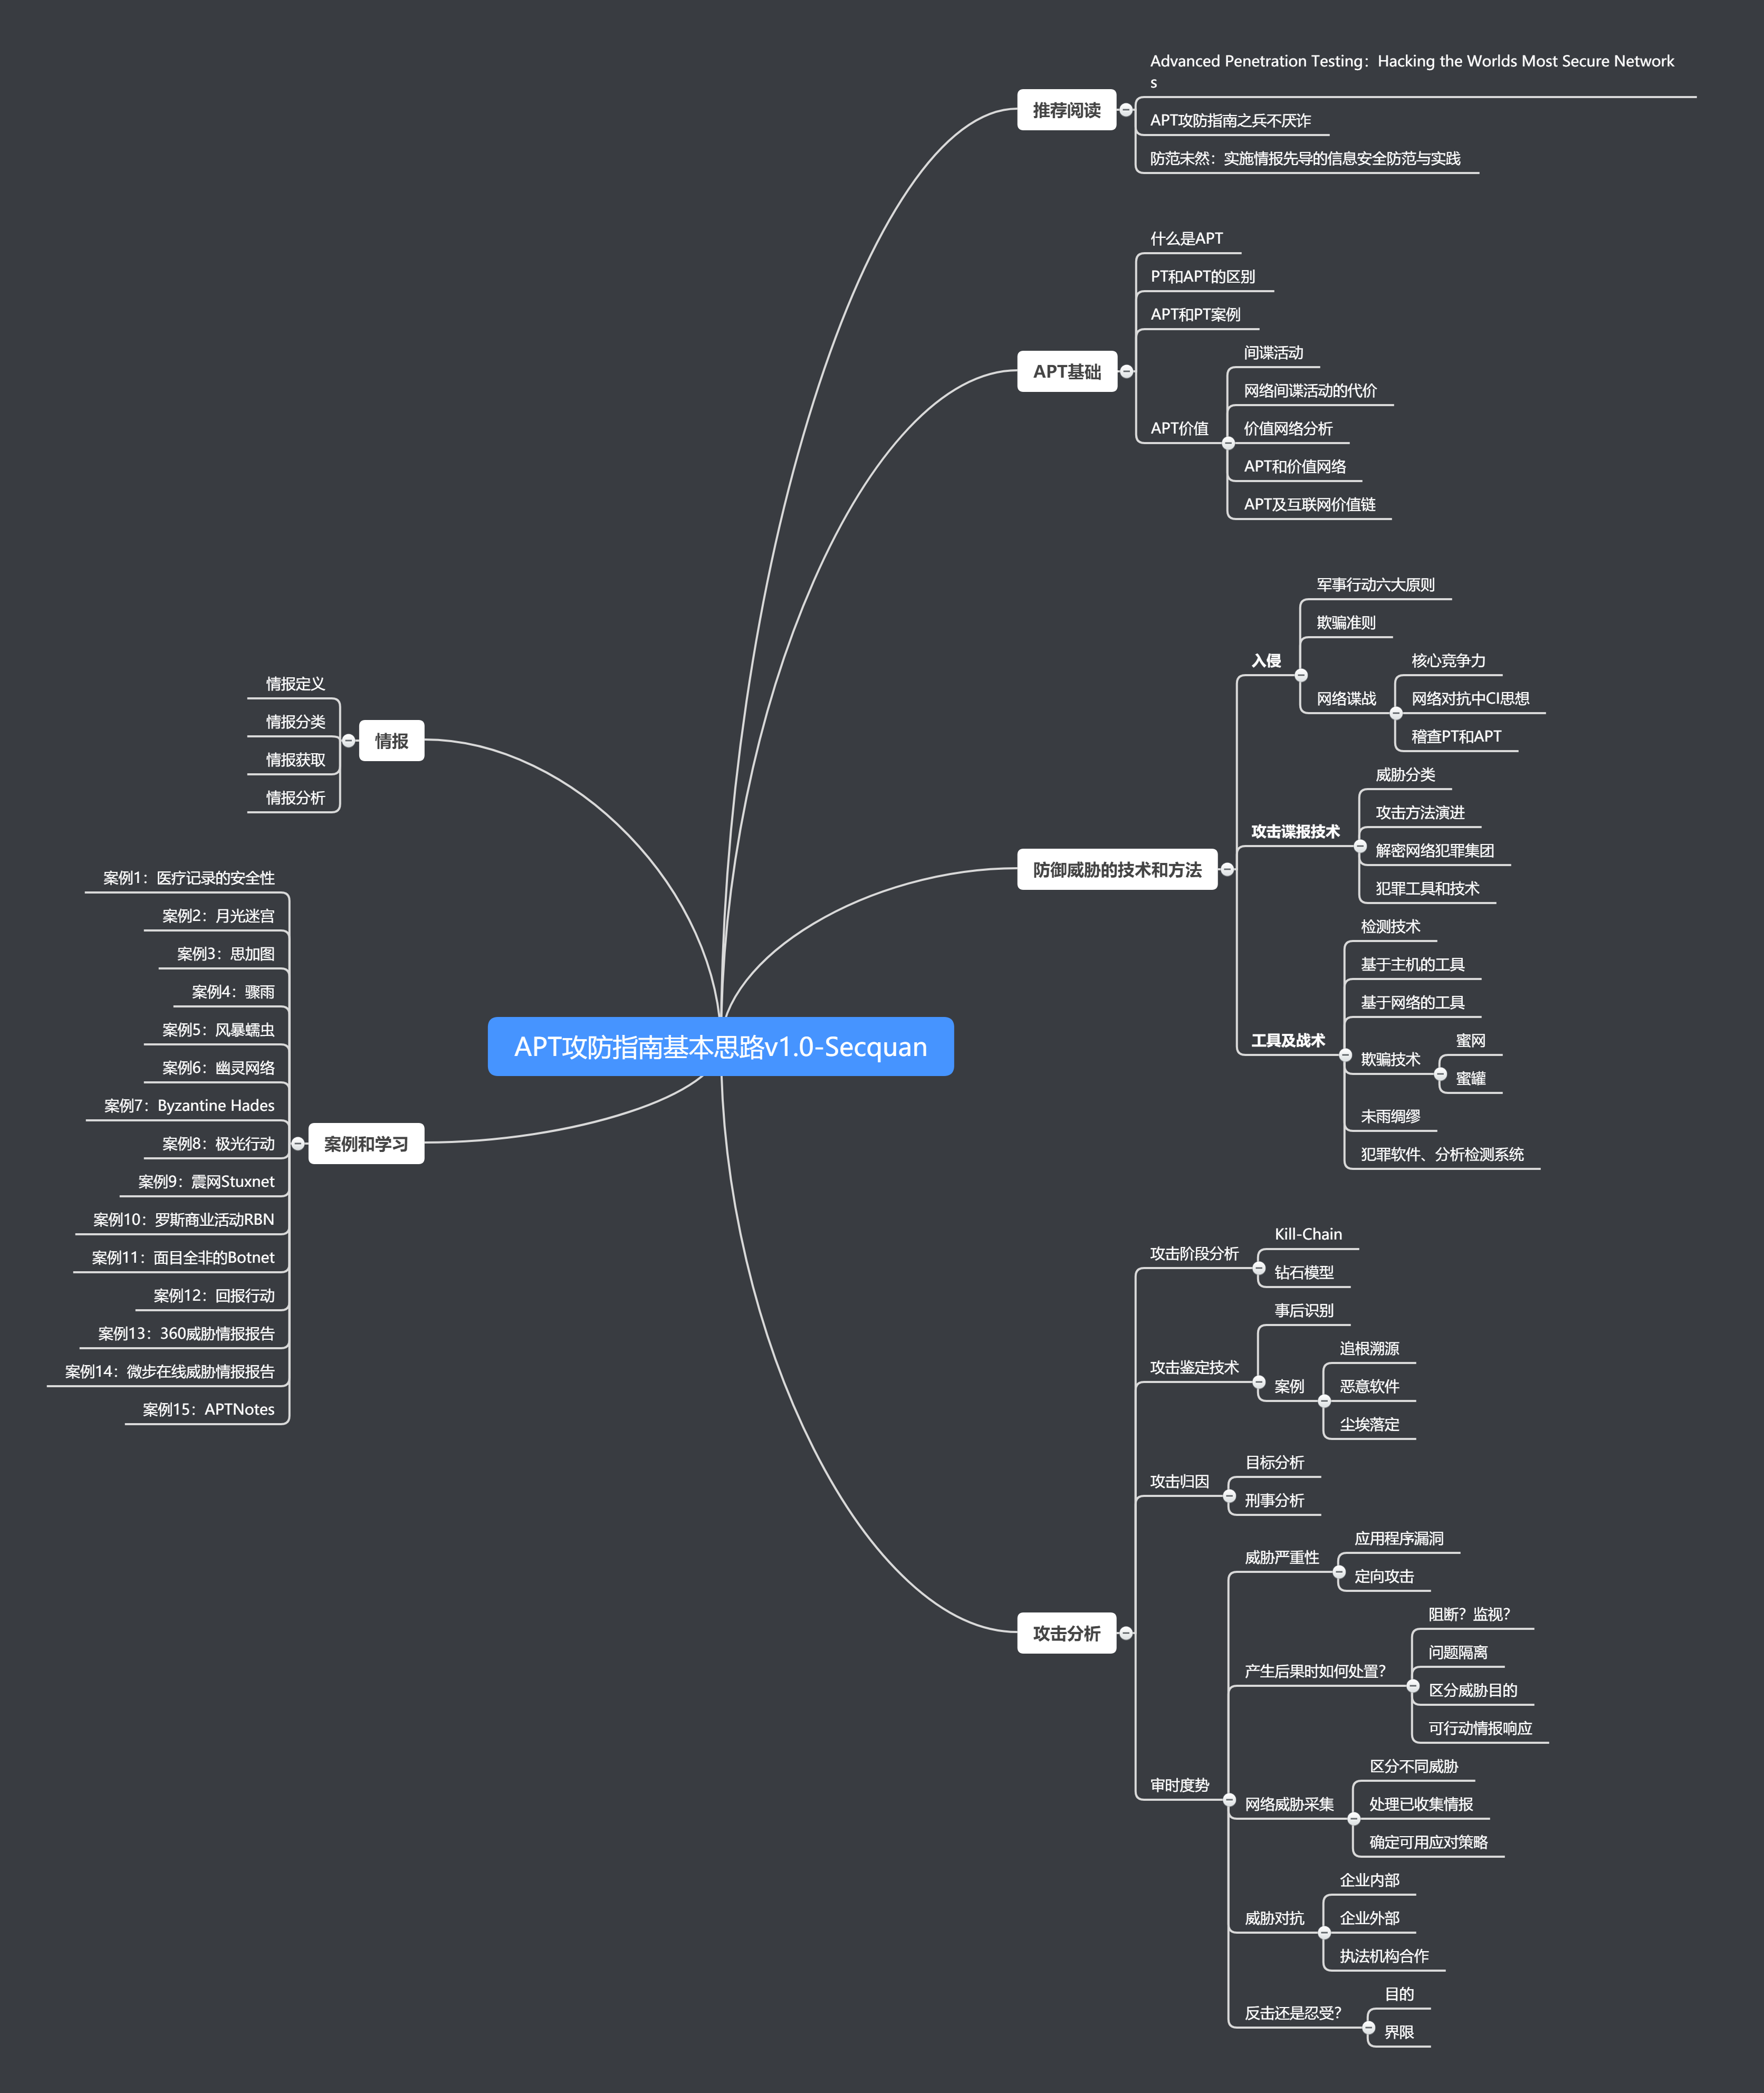 APT攻防指南基本思路v1.0-Secquan
推荐阅读
Advanced Penetration Testing：Hacking the Worlds Most Secure Network
s
APT攻防指南之兵不厌诈
防范未然：实施情报先导的信息安全防范与实践
APT基础
什么是APT
PT和APT的区别
APT和PT案例
APT价值
间谍活动
网络间谍活动的代价
价值网络分析
APT和价值网络
APT及互联网价值链
防御威胁的技术和方法
入侵
军事行动六大原则
欺骗准则
网络谍战
核心竞争力
网络对抗中CI思想
稽查PT和APT
攻击谍报技术
威胁分类
攻击方法演进
解密网络犯罪集团
犯罪工具和技术
工具及战术
检测技术
基于主机的工具
基于网络的工具
欺骗技术
蜜网
蜜罐
未雨绸缪
犯罪软件、分析检测系统
攻击分析
攻击阶段分析
Kill-Chain
钻石模型
攻击鉴定技术
事后识别
案例
追根溯源
恶意软件
尘埃落定
攻击归因
目标分析
刑事分析
审时度势
威胁严重性
应用程序漏洞
定向攻击
产生后果时如何处置？
阻断？监视？
问题隔离
区分威胁目的
可行动情报响应
网络威胁采集
区分不同威胁
处理已收集情报
确定可用应对策略
威胁对抗
企业内部
企业外部
执法机构合作
反击还是忍受？
目的
界限
情报
情报定义
情报分类
情报获取
情报分析
案例和学习
案例1：医疗记录的安全性
案例2：月光迷宫
案例3：思加图
案例4：骤雨
案例5：风暴蠕虫
案例6：幽灵网络
案例7：Byzantine Hades
案例8：极光行动
案例9：震网Stuxnet
案例10：罗斯商业活动RBN
案例11：面目全非的Botnet
案例12：回报行动
案例13：360威胁情报报告
案例14：微步在线威胁情报报告
案例15：APTNotes